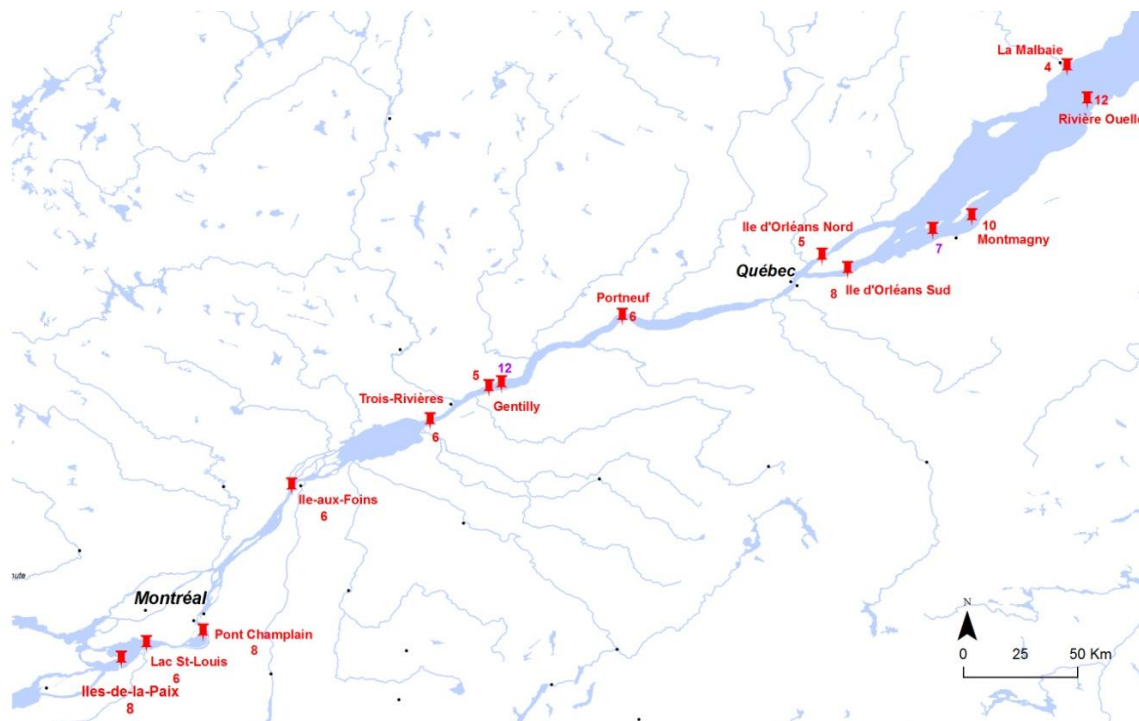 La Malbaie
4
12
Rivière Ouelle
Ile d'Orléans Nord
5
10
Montmagny
7
Québec
8
Ile d'Orléans Sud
Portneuf
6
12
5
Gentilly
Trois-Rivières
6
Ile-aux-Foins
6
Montréal
Pont Champlain
8
Lac St-Louis
6
Iles-de-la-Paix
8
ute
N
0 25 50 Km